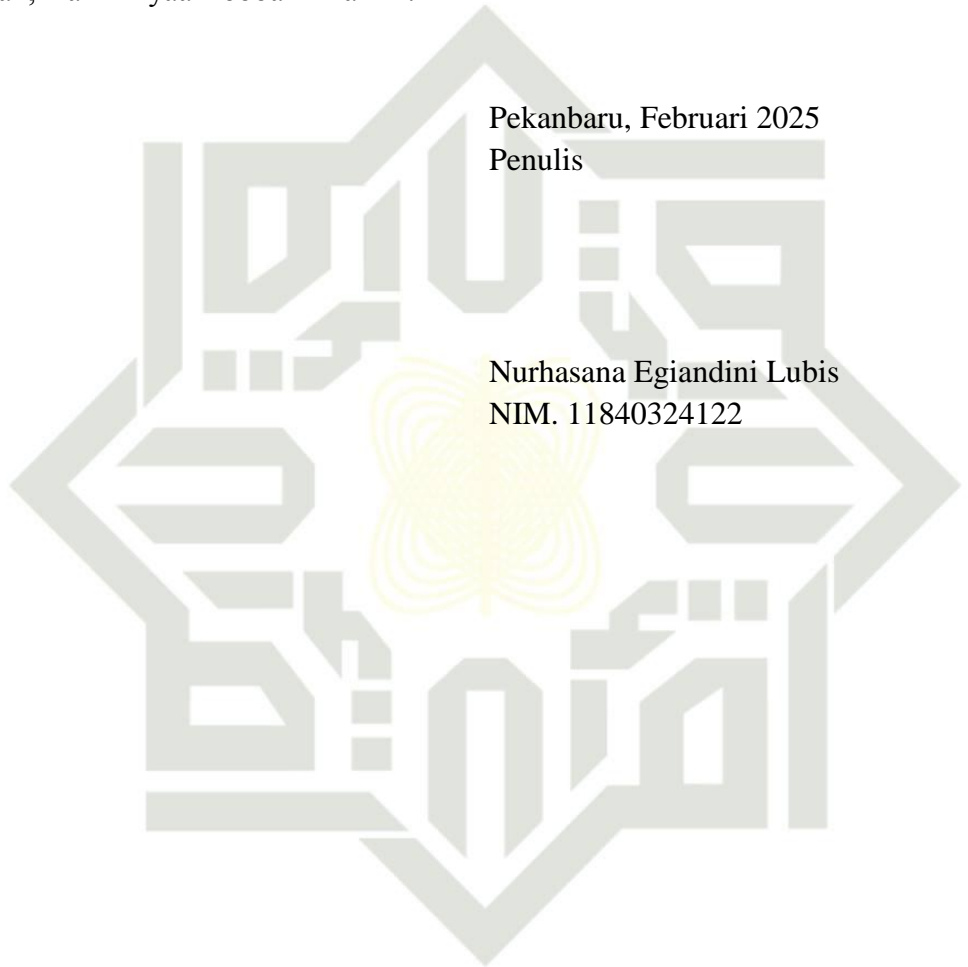 Pekanbaru, Februari 2025
Penulis
Nurhasana Egiandini Lubis
NIM. 11840324122